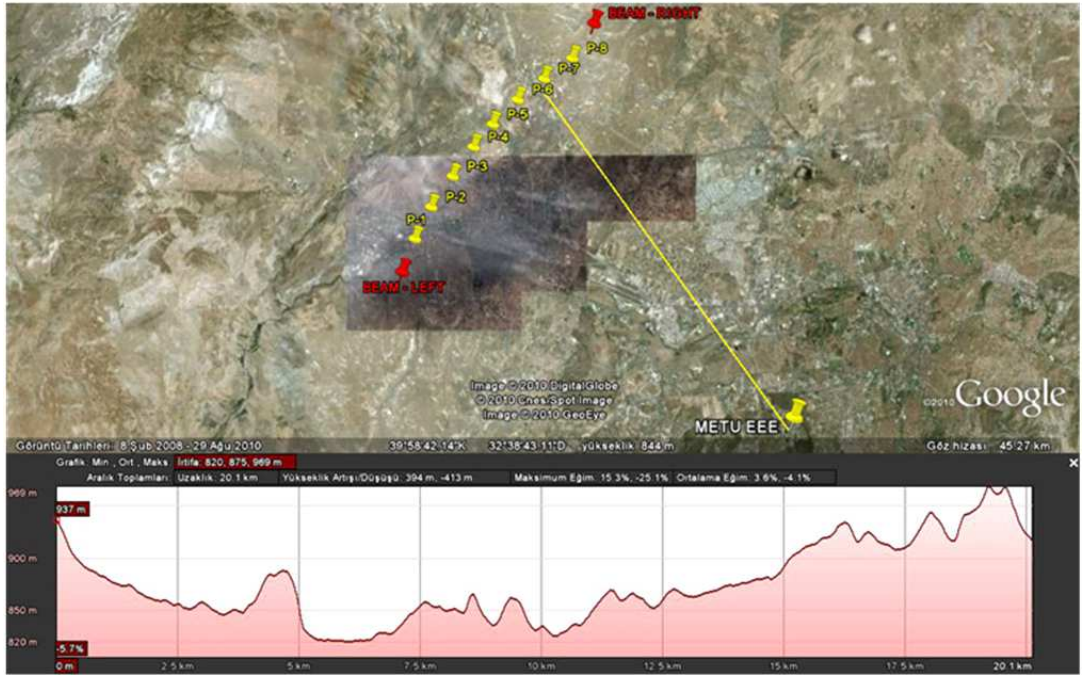 BEAM - RIGHT
P-8
P-7
P-6
P-5
P-4
P-3
P-2
P-1
BEAM - LEFT
METU EEE
Image © 2010 DigitalGlobe
© 2010 Cnes/Spot Image
Image © 2010 GeoEye
©2010 Google
Görüntü Tarihleri: 8 Şub 2008 - 29 Ağu 2010 39°58'42.14"K 32°38'43.11"D yükseklik 844 m Göz hizası 45.27 km
Grafik: Min , Ort , Maks İrtifa: 820, 875, 969 m
Aralık Toplamları: Uzaklık: 20.1 km Yükseklik Artışı/Düşüşü: 394 m, -413 m Maksimum Eğim: 15.3%, -25.1% Ortalama Eğim: 3.6%, -4.1%
969 m
937 m
900 m
850 m
820 m
-5.7%
0 m 2.5 km 5 km 7.5 km 10 km 12.5 km 15 km 17.5 km 20.1 km